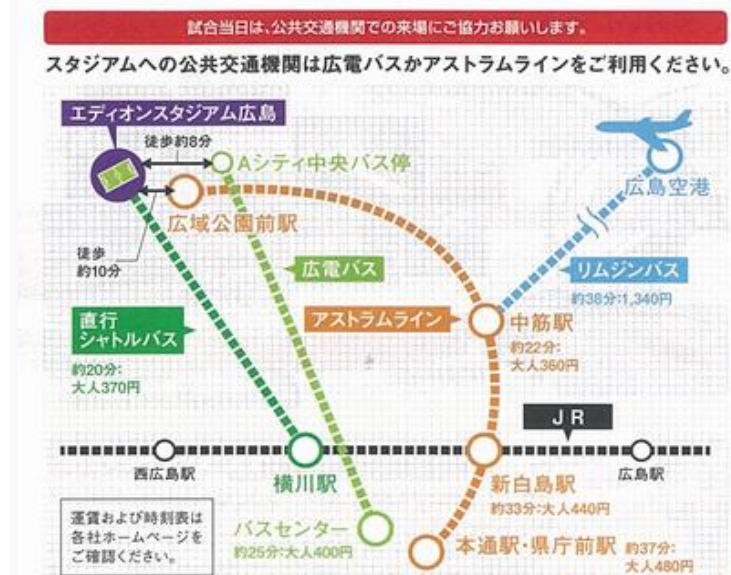 試合当日は、公共交通機関での来場にご協力お願いします。
スタジアムへの公共交通機関は広電バスかアストラムラインをご利用ください。
エディオンスタジアム広島
徒歩約8分
Aシティ中央バス停
広島空港
広域公園前駅
徒歩
約10分
広電バス
リムジンバス
約38分:1,340円
直行
シャトルバス
約20分:
大人370円
アストラムライン
中筋駅
約22分:
大人360円
JR
西広島駅
横川駅
新白島駅
約33分:大人440円
広島駅
運賃および時刻表は
各社ホームページを
ご確認ください。
バスセンター
約25分:大人400円
本通駅・県庁前駅
約37分:
大人480円